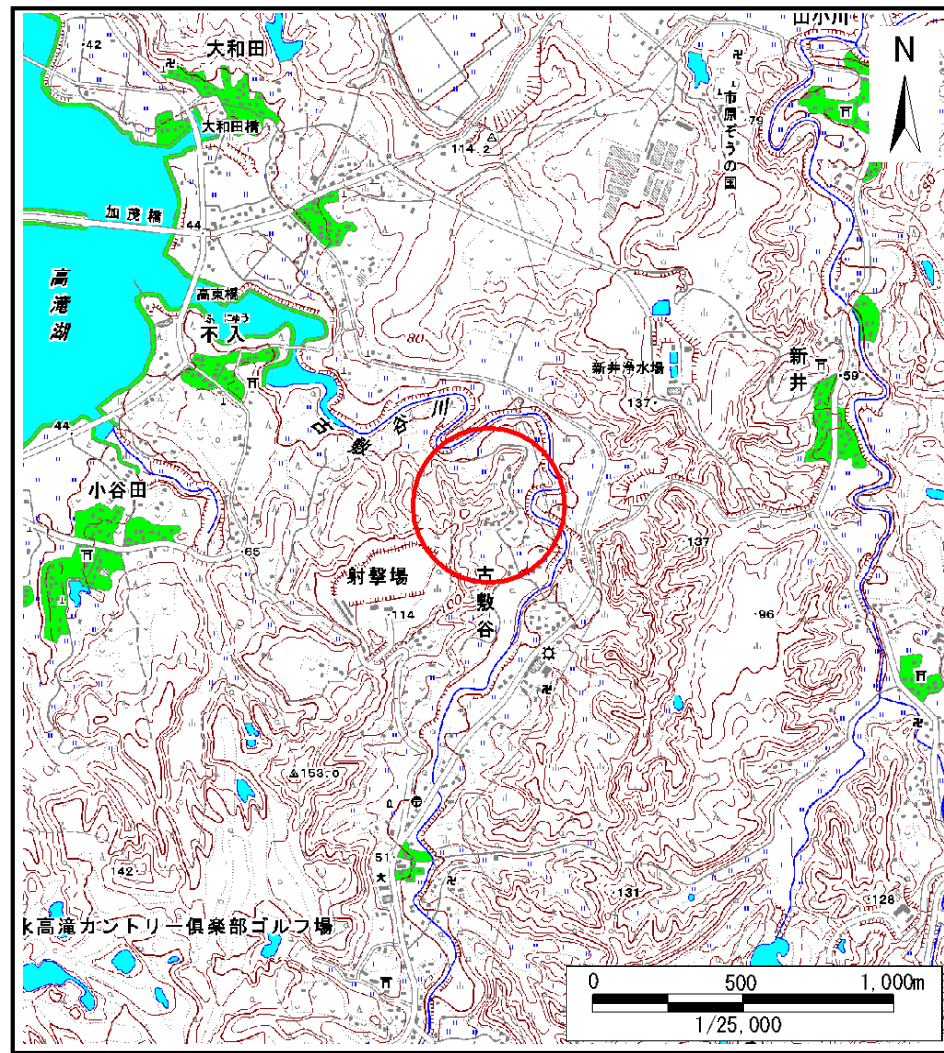 山小川
42
大和田
N
市原ぞうの国
79
大和田橋
114.2
80
加茂橋
44
高滝湖
高東橋
ふ にゅう
不入
80
新井浄水場
新井
59
137
古敷谷川
44
小谷田
65
137
射撃場
古敷谷
114
100
96
153.0
51
142
131
128
水高滝カントリー倶楽部ゴルフ場
0 500 1,000m
1/25,000